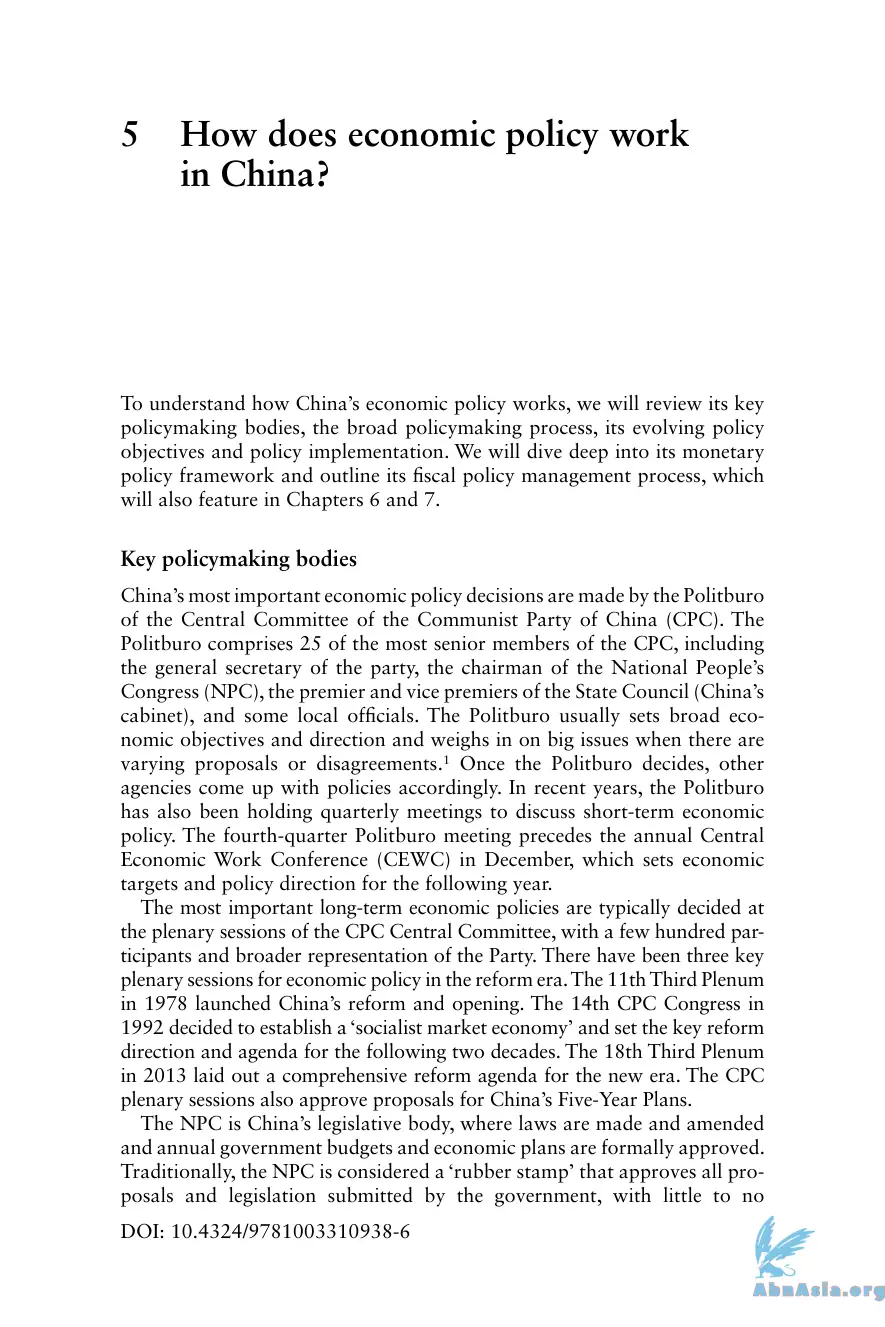 5 How does economic policy work
in China?
To understand how China’s economic policy works, we will review its key
policymaking bodies, the broad policymaking process, its evolving policy
objectives and policy implementation. We will dive deep into its monetary
policy framework and outline its fiscal policy management process, which
will also feature in Chapters 6 and 7.
Key policymaking bodies
China’s most important economic policy decisions are made by the Politburo
of the Central Committee of the Communist Party of China (CPC). The
Politburo comprises 25 of the most senior members of the CPC, including
the general secretary of the party, the chairman of the National People’s
Congress (NPC), the premier and vice premiers of the State Council (China’s
cabinet), and some local officials. The Politburo usually sets broad eco-
nomic objectives and direction and weighs in on big issues when there are
varying proposals or disagreements.¹ Once the Politburo decides, other
agencies come up with policies accordingly. In recent years, the Politburo
has also been holding quarterly meetings to discuss short-term economic
policy. The fourth-quarter Politburo meeting precedes the annual Central
Economic Work Conference (CEWC) in December, which sets economic
targets and policy direction for the following year.
The most important long-term economic policies are typically decided at
the plenary sessions of the CPC Central Committee, with a few hundred par-
ticipants and broader representation of the Party. There have been three key
plenary sessions for economic policy in the reform era. The 11th Third Plenum
in 1978 launched China’s reform and opening. The 14th CPC Congress in
1992 decided to establish a ‘socialist market economy’ and set the key reform
direction and agenda for the following two decades. The 18th Third Plenum
in 2013 laid out a comprehensive reform agenda for the new era. The CPC
plenary sessions also approve proposals for China’s Five-Year Plans.
The NPC is China’s legislative body, where laws are made and amended
and annual government budgets and economic plans are formally approved.
Traditionally, the NPC is considered a ‘rubber stamp’ that approves all pro-
posals and legislation submitted by the government, with little to no
DOI: 10.4324/9781003310938-6
AbnAsia.org